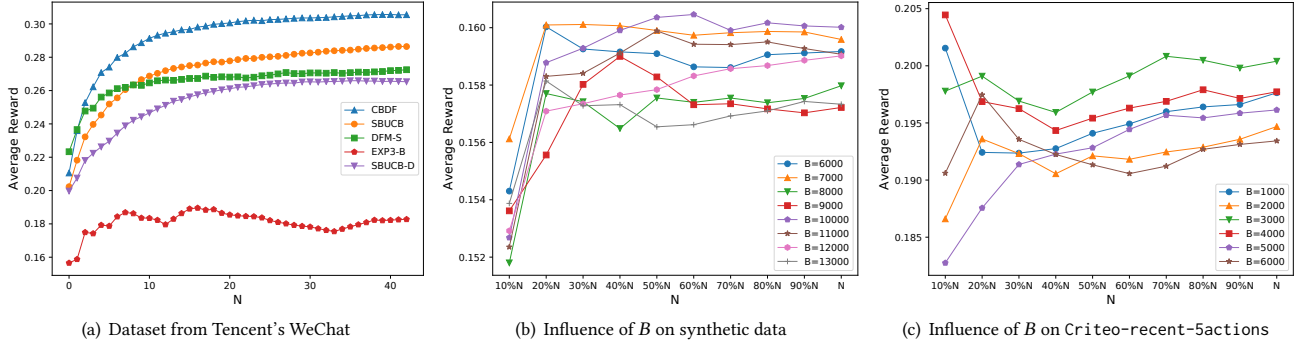 0.30
0.28
0.26
0.24
0.22
0.20
0.18
0.16
Average Reward
0
10
20
30
40
N
CBDF
SBUCB
DFM-S
EXP3-B
SBUCB-D
(a) Dataset from Tencent's WeChat
0.160
0.158
0.156
0.154
0.152
Average Reward
10%N 20%N 30%N 40%N 50%N 60%N 70%N 80%N 90%N N
N
B=6000
B=7000
B=8000
B=9000
B=10000
B=11000
B=12000
B=13000
(b) Influence of B on synthetic data
0.205
0.200
0.195
0.190
0.185
Average Reward
10%N 20%N 30%N 40%N 50%N 60%N 70%N 80%N 90%N N
N
B=1000
B=2000
B=3000
B=4000
B=5000
B=6000
(c) Influence of B on Criteo-recent-5actions